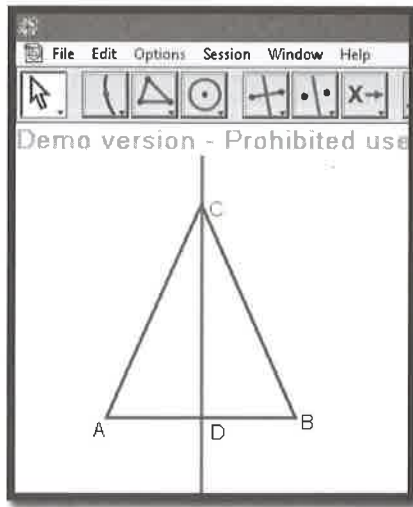 File Edit Options Session Window Help
X
Demo version - Prohibited use
C
A
D
B